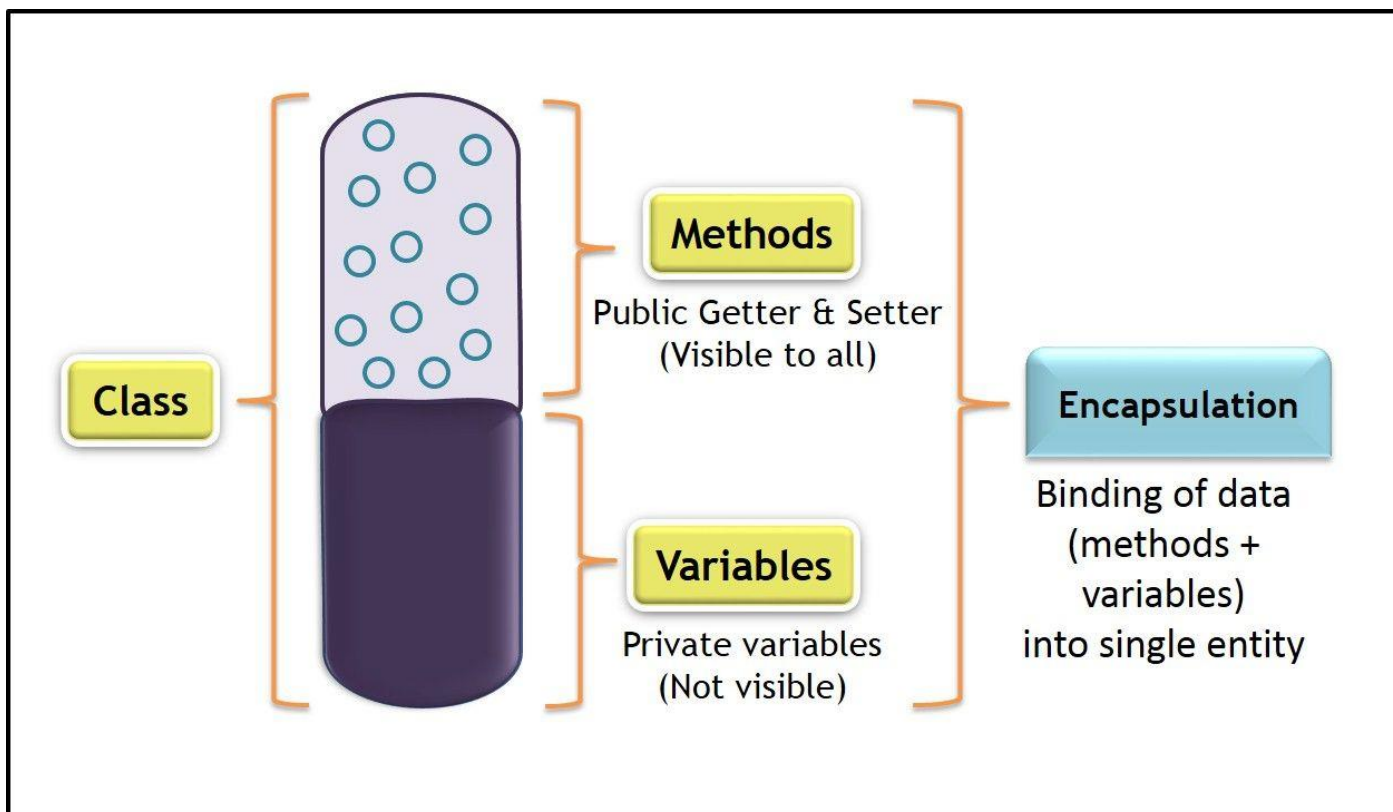 Class
Methods
Public Getter & Setter
(Visible to all)
Variables
Private variables
(Not visible)
Encapsulation
Binding of data
(methods +
variables)
into single entity